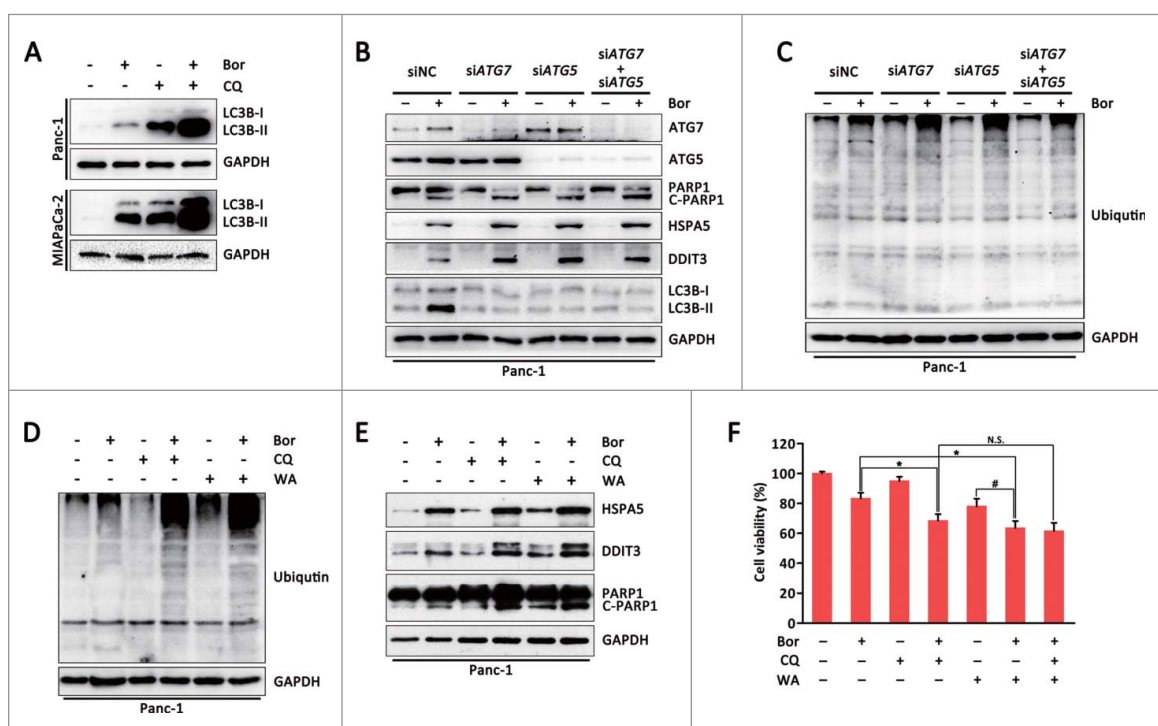 A
- + - + Bor
- - + + CQ
Panc-1
LC3B-I
LC3B-II
GAPDH
MIAPaCa-2
LC3B-I
LC3B-II
GAPDH
B
siNC siATG7 siATG5 siATG7 + siATG5
– + – + – + – + Bor
ATG7
ATG5
PARP1
C-PARP1
HSPA5
DDIT3
LC3B-I
LC3B-II
GAPDH
Panc-1
C
siNC siATG7 siATG5 siATG7 + siATG5
– + – + – + – + Bor
Ubiqutin
GAPDH
Panc-1
D
- + - + - + Bor
- - + + - - CQ
- - - - + + WA
Ubiqutin
GAPDH
Panc-1
E
- + - + - + Bor
- - + + - - CQ
- - - - + + WA
HSPA5
DDIT3
PARP1
C-PARP1
GAPDH
Panc-1
F
Cell viability (%)
120
100
80
60
40
20
0
N.S.
*
*
#
Bor – + – + – + +
CQ – – + + – – +
WA – – – – + + +